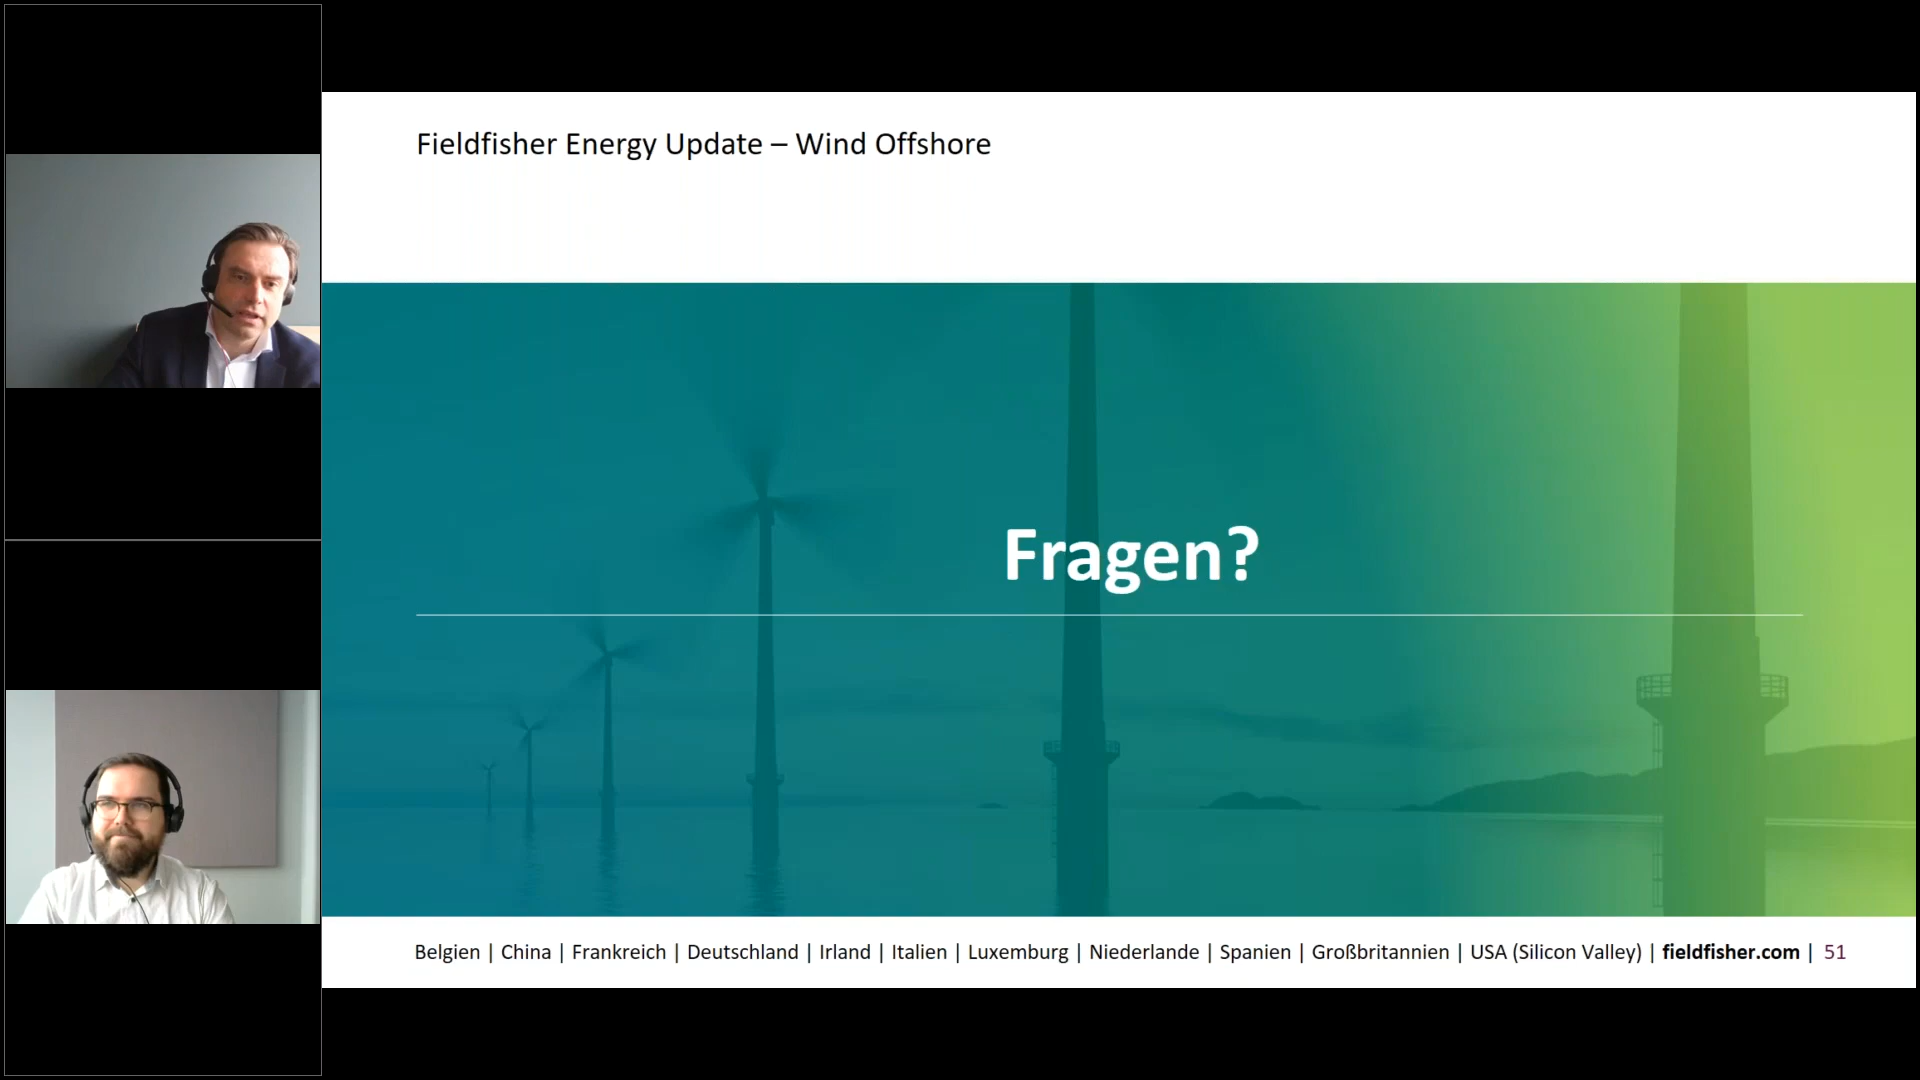 Fieldfisher Energy Update – Wind Offshore
Fragen?
Belgien | China | Frankreich | Deutschland | Irland | Italien | Luxemburg | Niederlande | Spanien | Großbritannien | USA (Silicon Valley) | fieldfisher.com | 51